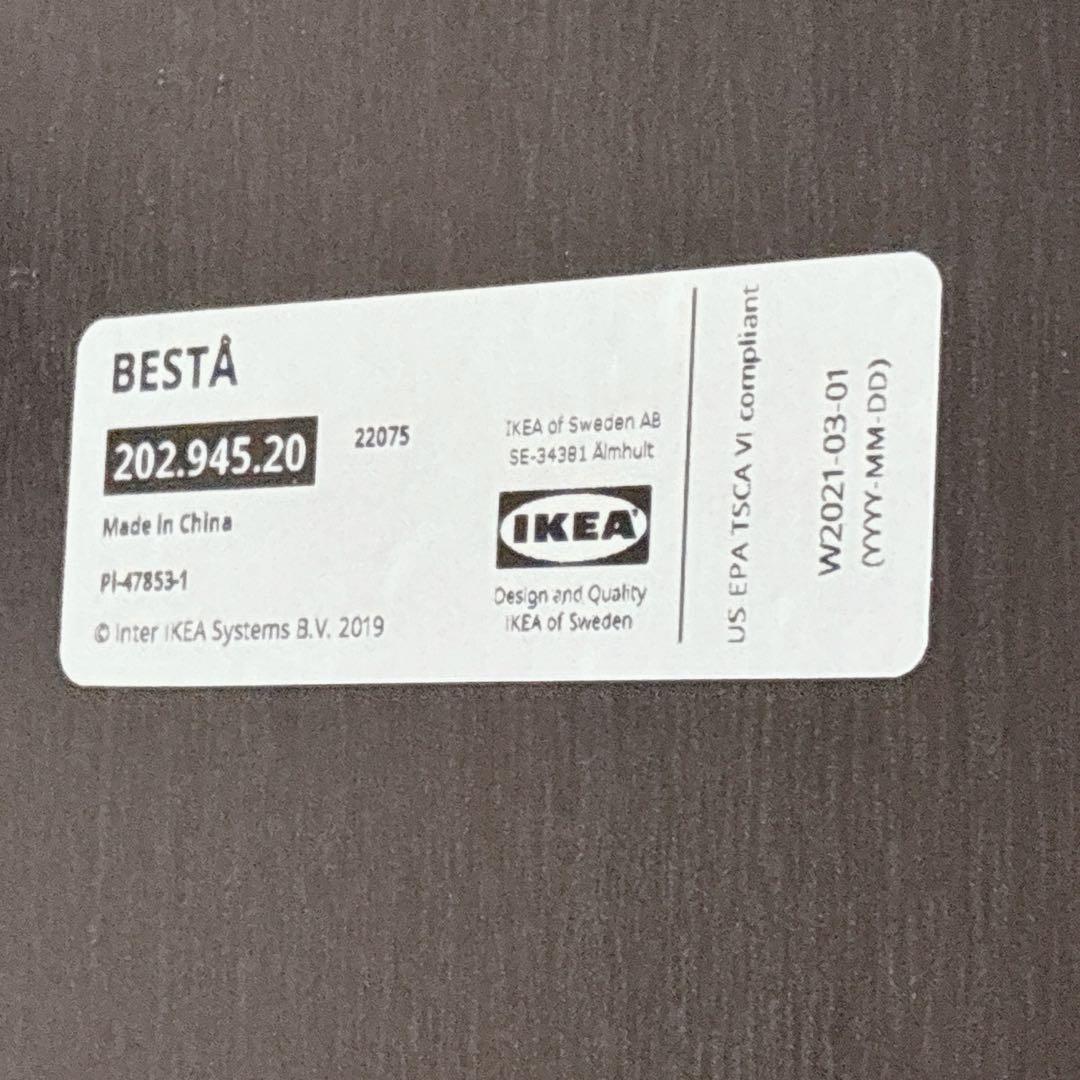 BESTÅ
202.945.20
22075
Made in China
PI-47853-1
© Inter IKEA Systems B.V. 2019
IKEA of Sweden AB
SE-34381 Älmhult
IKEA
Design and Quality
IKEA of Sweden
US EPA TSCA VI compliant
W2021-03-01
(YYYY-MM-DD)